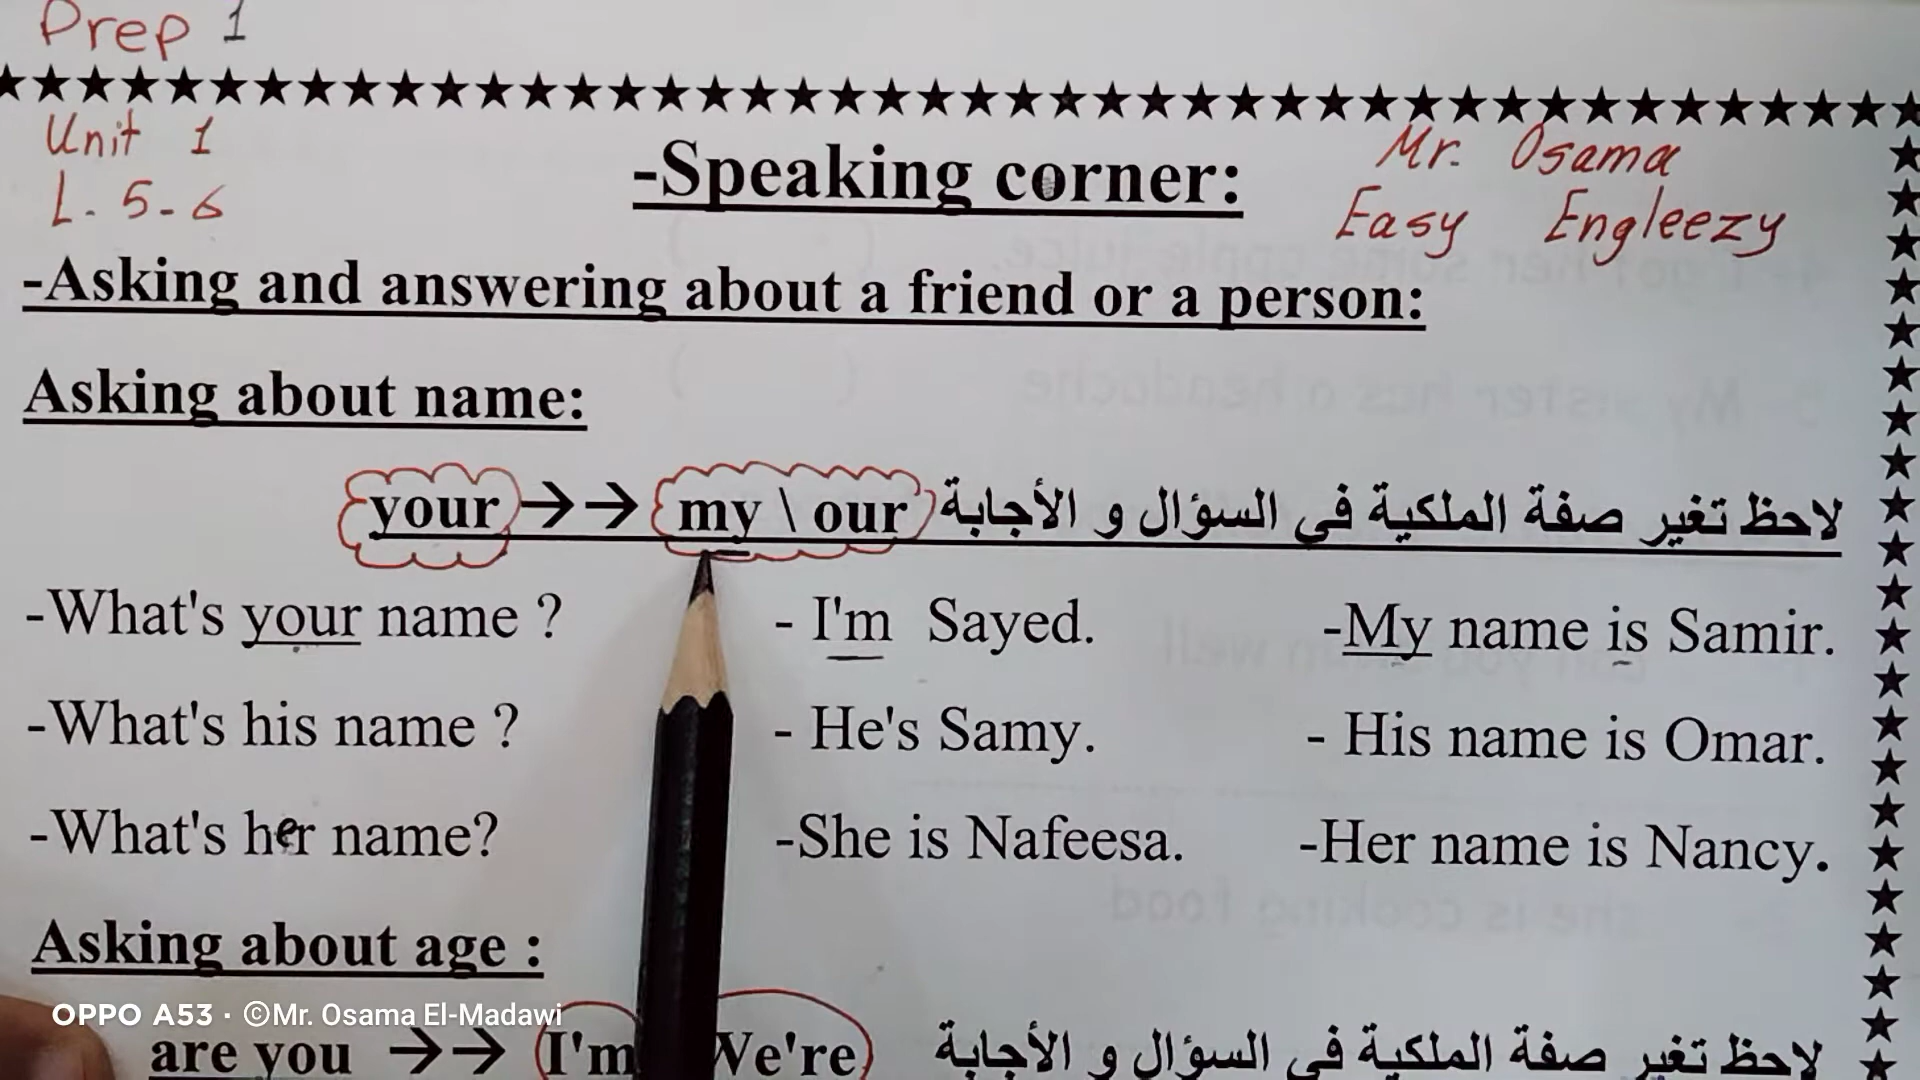 Prep 1
Unit 1
L. 5-6
-Speaking corner:
Mr. Osama
Easy Engleezy
-Asking and answering about a friend or a person:
Asking about name:
your →→ my \ our لاحظ تغير صفة الملكية في السؤال و الأجابة
-What's your name ? - I'm Sayed. -My name is Samir.
-What's his name ? - He's Samy. - His name is Omar.
-What's her name? -She is Nafeesa. -Her name is Nancy.
Asking about age :
OPPO A53 · ©Mr. Osama El-Madawi
are you →→ I'm We're لاحظ تغير صفة الملكية في السؤال و الأجابة